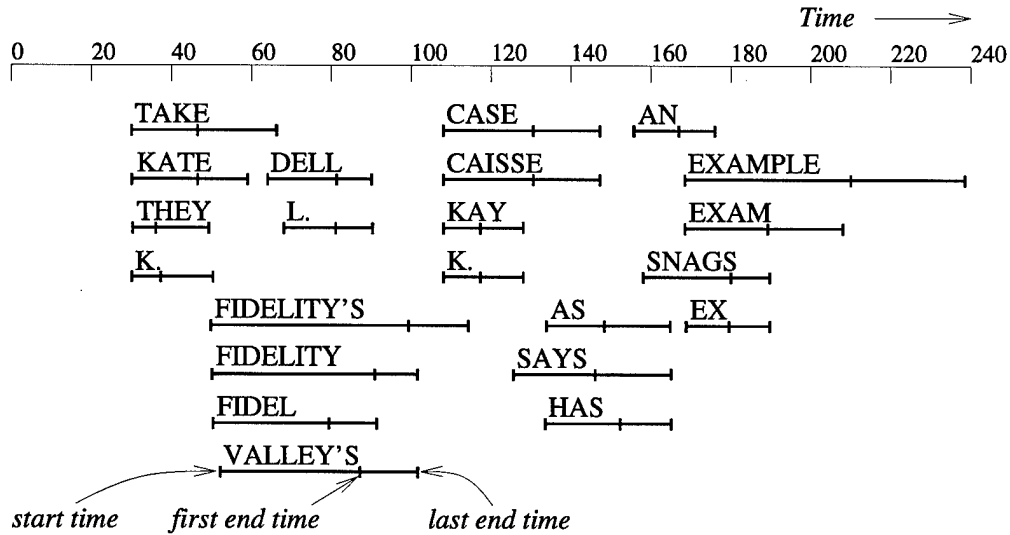 Time
0 20 40 60 80 100 120 140 160 180 200 220 240
TAKE CASE AN
KATE DELL CAISSE EXAMPLE
THEY L. KAY EXAM
K. K. SNAGS
FIDELITY'S AS EX
FIDELITY SAYS
FIDEL HAS
VALLEY'S
start time first end time last end time